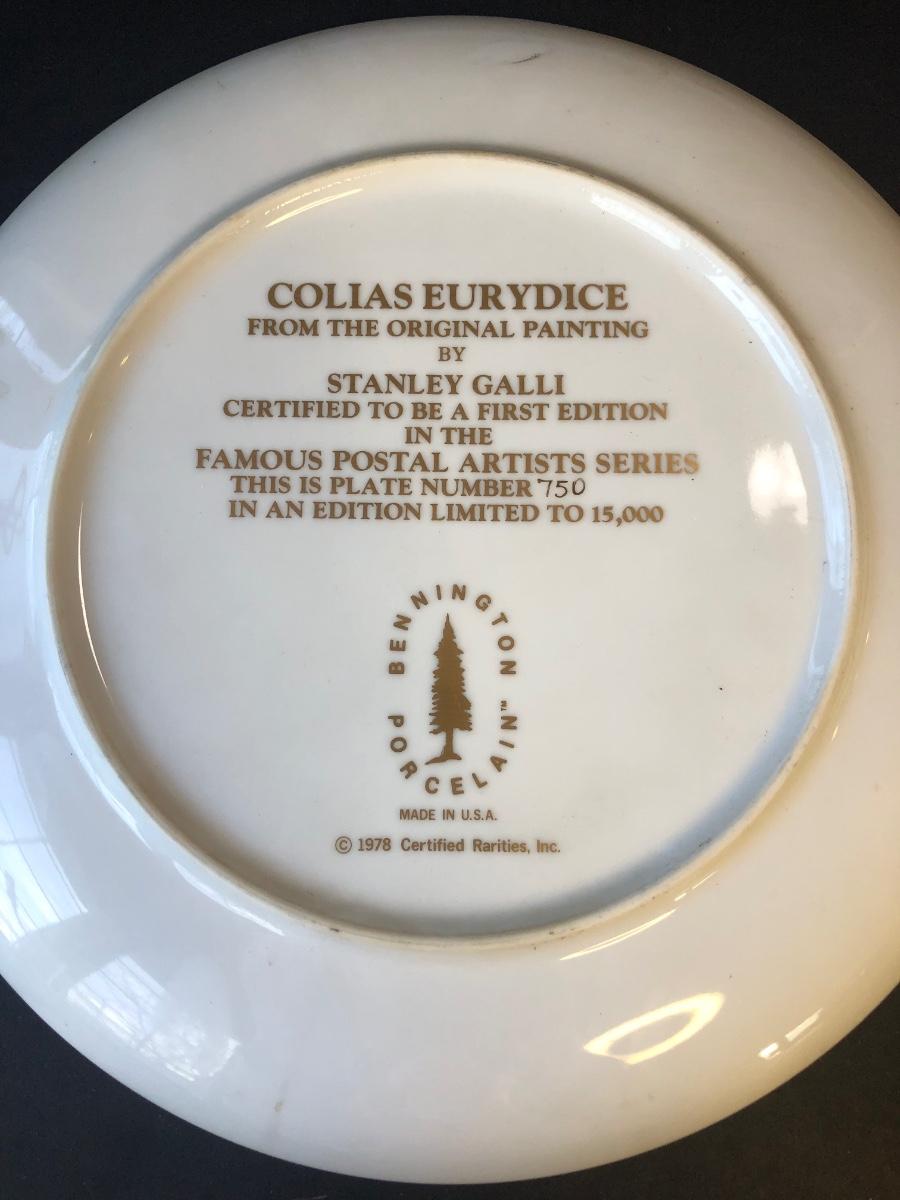 COLIAS EURYDICE
FROM THE ORIGINAL PAINTING
BY
STANLEY GALLI
CERTIFIED TO BE A FIRST EDITION
IN THE
FAMOUS POSTAL ARTISTS SERIES
THIS IS PLATE NUMBER 750
IN AN EDITION LIMITED TO 15,000
BENNINGTON
PORCELAIN™
MADE IN U.S.A.
© 1978 Certified Rarities, Inc.